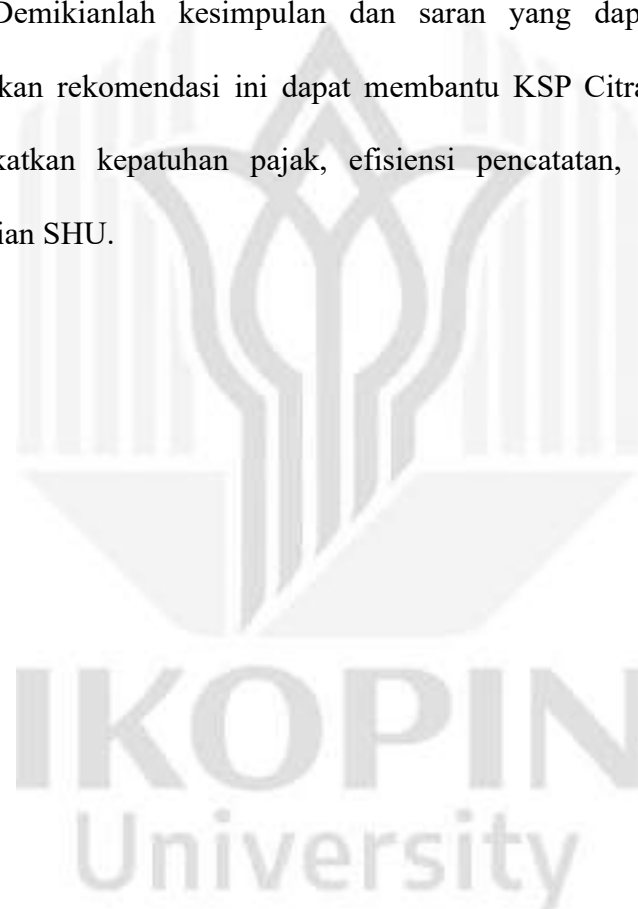 Demikianlah kesimpulan dan saran yang dap
kan rekomendasi ini dapat membantu KSP Citra
katkan kepatuhan pajak, efisiensi pencatatan,
ian SHU.
IKOPIN
University